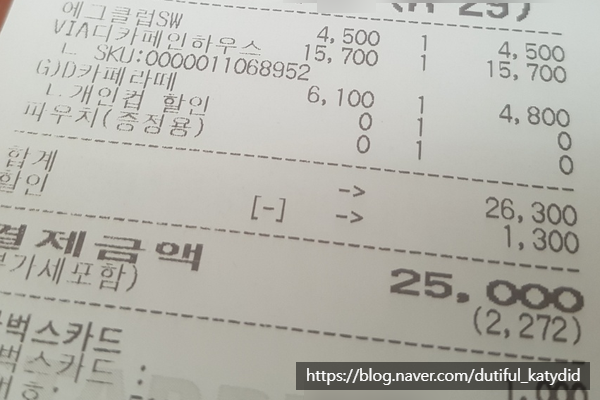 (A-29)
에그클럽SW 4,500 1 4,500
VIA디카페인하우스 15,700 1 15,700
ㄴ SKU:0000011068952
(G)D카페라떼 6,100 1 4,800
ㄴ개인컵 할인 0 1 0
파우치(증정용) 0 1 0
합계 -> 26,300
할인 [-] -> 1,300
결제금액 25,000
부가세포함) (2,272)
벅스카드
벅스카드 :
https://blog.naver.com/dutiful_katydid